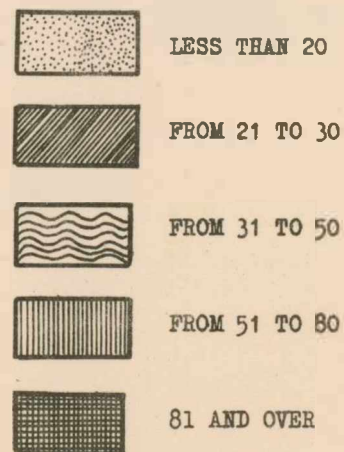 LESS THAN 20
FROM 21 TO 30
FROM 31 TO 50
FROM 51 TO 80
81 AND OVER